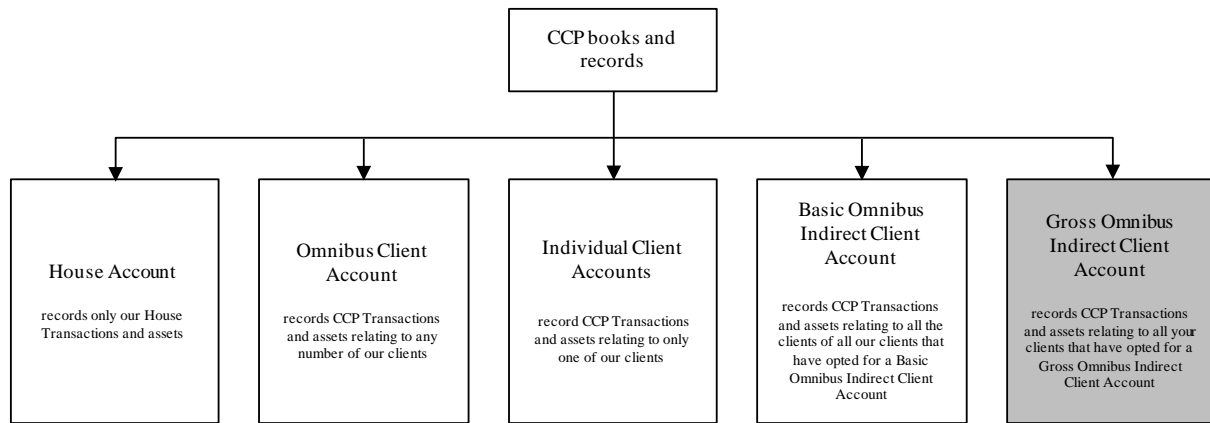 CCP books and
records
House Account
records only our House
Transactions and assets
Omnibus Client
Account
records CCP Transactions
and assets relating to any
number of our clients
Individual Client
Accounts
record CCP Transactions
and assets relating to only
one of our clients
Basic Omnibus
Indirect Client
Account
records CCP Transactions
and assets relating to all the
clients of all our clients that
have opted for a Basic
Omnibus Indirect Client
Account
Gross Omnibus
Indirect Client
Account
records CCP Transactions
and assets relating to all your
clients that have opted for a
Gross Omnibus Indirect
Client Account